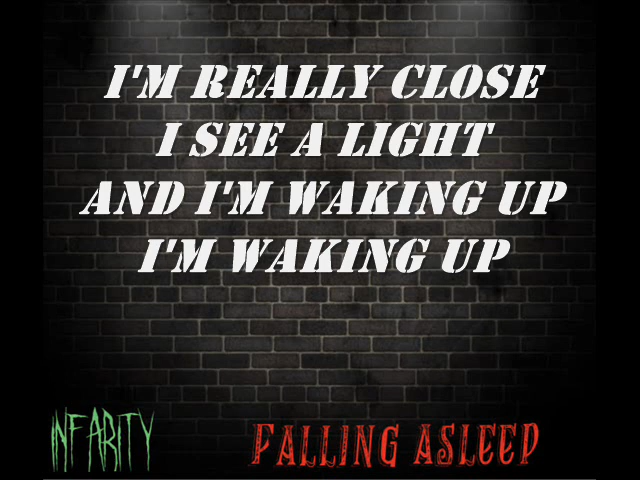 I'M REALLY CLOSE
I SEE A LIGHT
AND I'M WAKING UP
I'M WAKING UP
INFARITY
FALLING ASLEEP